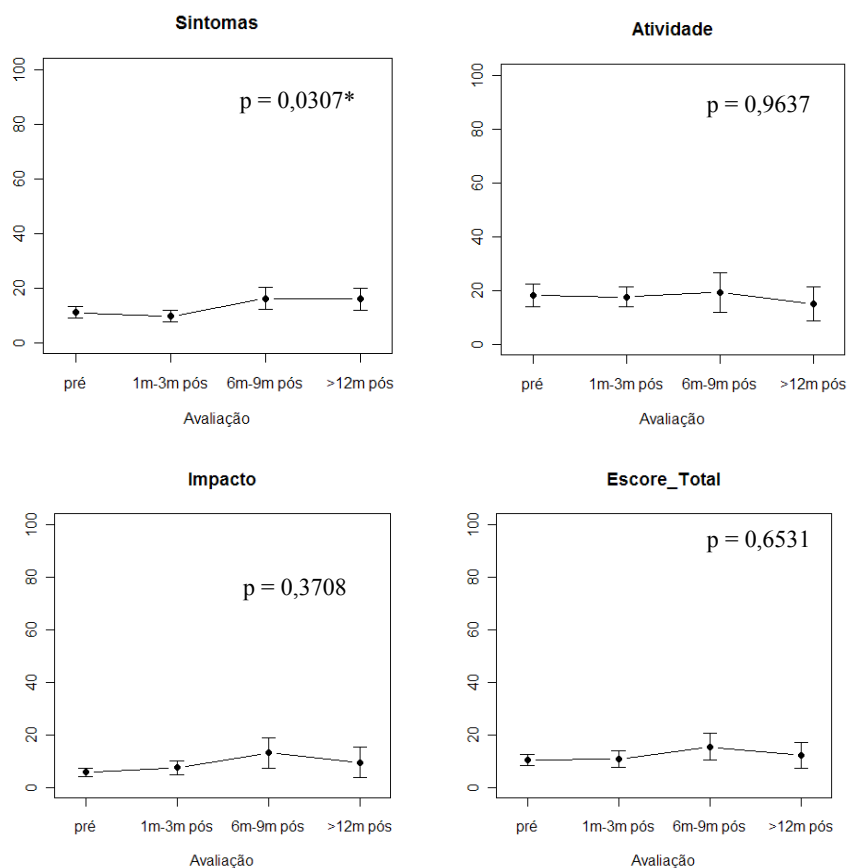 Sintomas
100
80
60
40
20
0
p = 0,0307*
pré 1m-3m pós 6m-9m pós >12m pós
Avaliação
Atividade
100
80
60
40
20
0
p = 0,9637
pré 1m-3m pós 6m-9m pós >12m pós
Avaliação
Impacto
100
80
60
40
20
0
p = 0,3708
pré 1m-3m pós 6m-9m pós >12m pós
Avaliação
Escore_Total
100
80
60
40
20
0
p = 0,6531
pré 1m-3m pós 6m-9m pós >12m pós
Avaliação